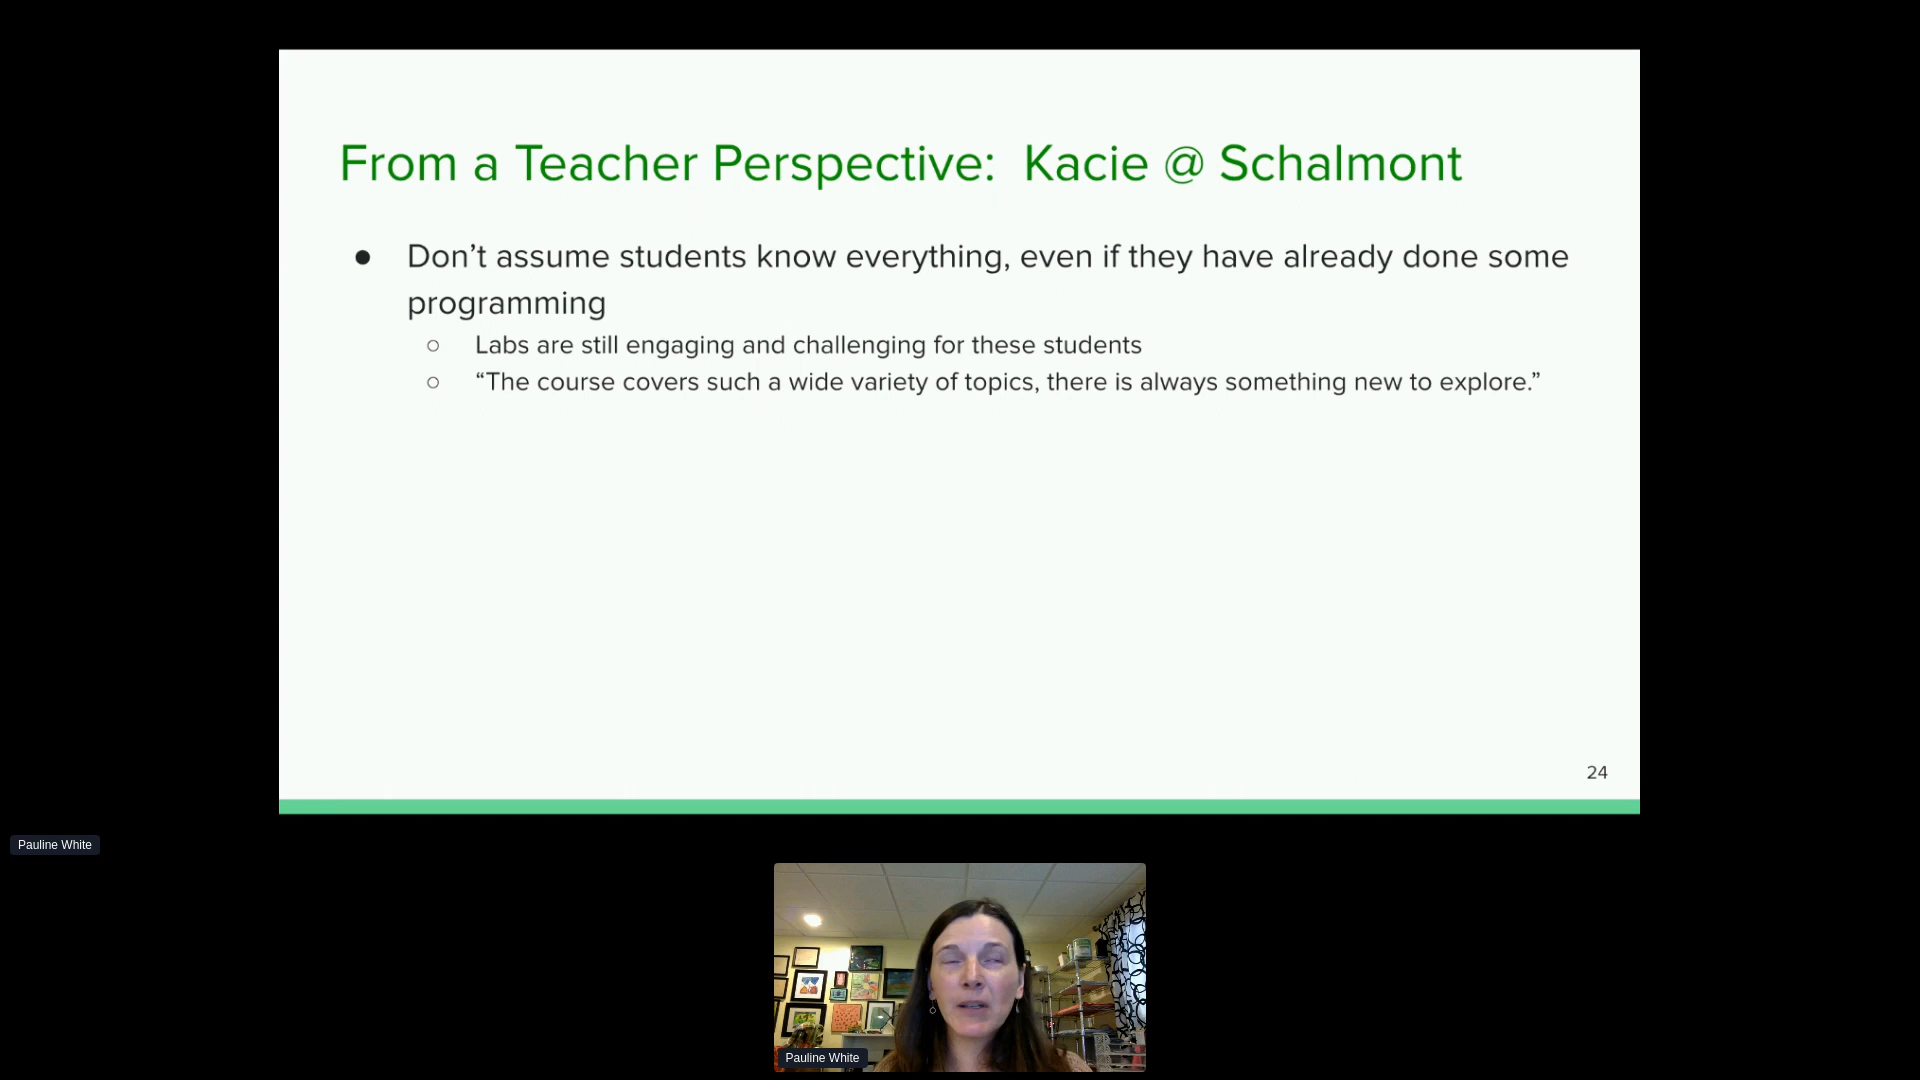 From a Teacher Perspective:  Kacie @ Schalmont
● Don’t assume students know everything, even if they have already done some
programming
○ Labs are still engaging and challenging for these students
○ “The course covers such a wide variety of topics, there is always something new to explore.”
24
Pauline White
Pauline White